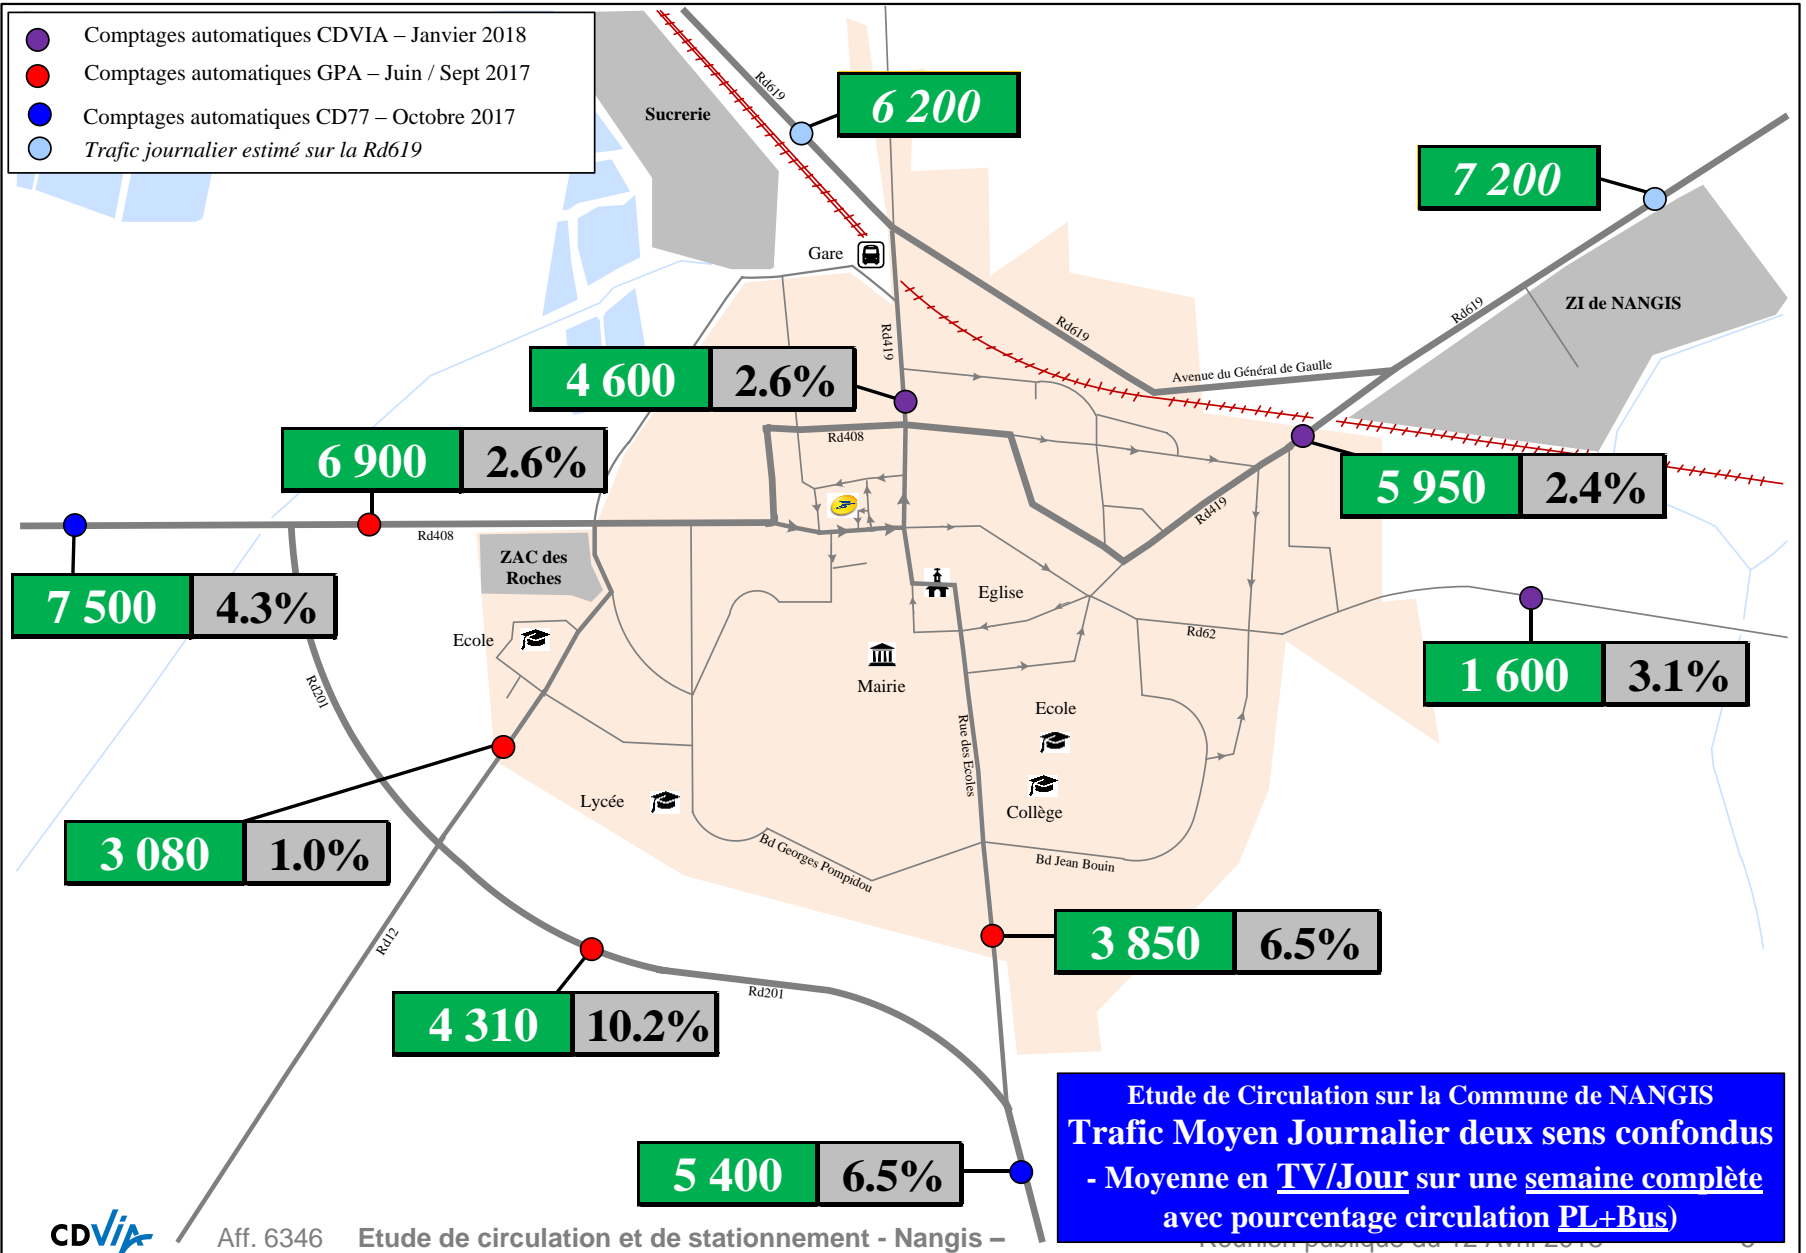 Comptages automatiques CDVIA – Janvier 2018
Comptages automatiques GPA – Juin / Sept 2017
Comptages automatiques CD77 – Octobre 2017
Trafic journalier estimé sur la Rd619
Sucrerie
Rd619
6 200
7 200
Gare
ZI de NANGIS
Rd619
Rd419
Rd619
Avenue du Général de Gaulle
4 600 2.6%
Rd408
6 900 2.6%
5 950 2.4%
Rd419
Rd408
ZAC des
Roches
7 500 4.3%
Eglise
Ecole
Rd62
Mairie
1 600 3.1%
Rd201
Ecole
Rue des Ecoles
Lycée
Collège
3 080 1.0%
Bd Georges Pompidou
Bd Jean Bouin
Rd12
3 850 6.5%
Rd201
4 310 10.2%
5 400 6.5%
Etude de Circulation sur la Commune de NANGIS
Trafic Moyen Journalier deux sens confondus
- Moyenne en TV/Jour sur une semaine complète
avec pourcentage circulation PL+Bus)
CDVIA
Aff. 6346 Etude de circulation et de stationnement - Nangis –